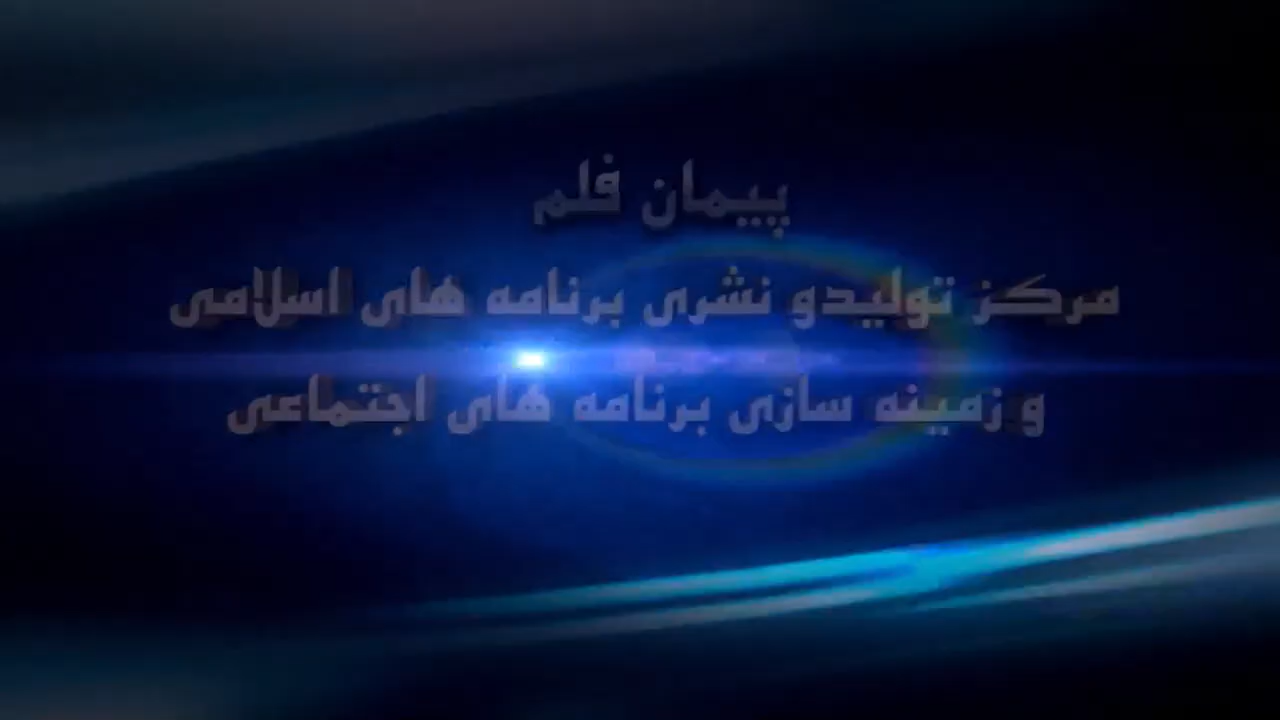 پیمان فلم
مرکز تولیدو نشری برنامه های اسلامی
و زمینه سازی برنامه های اجتماعی